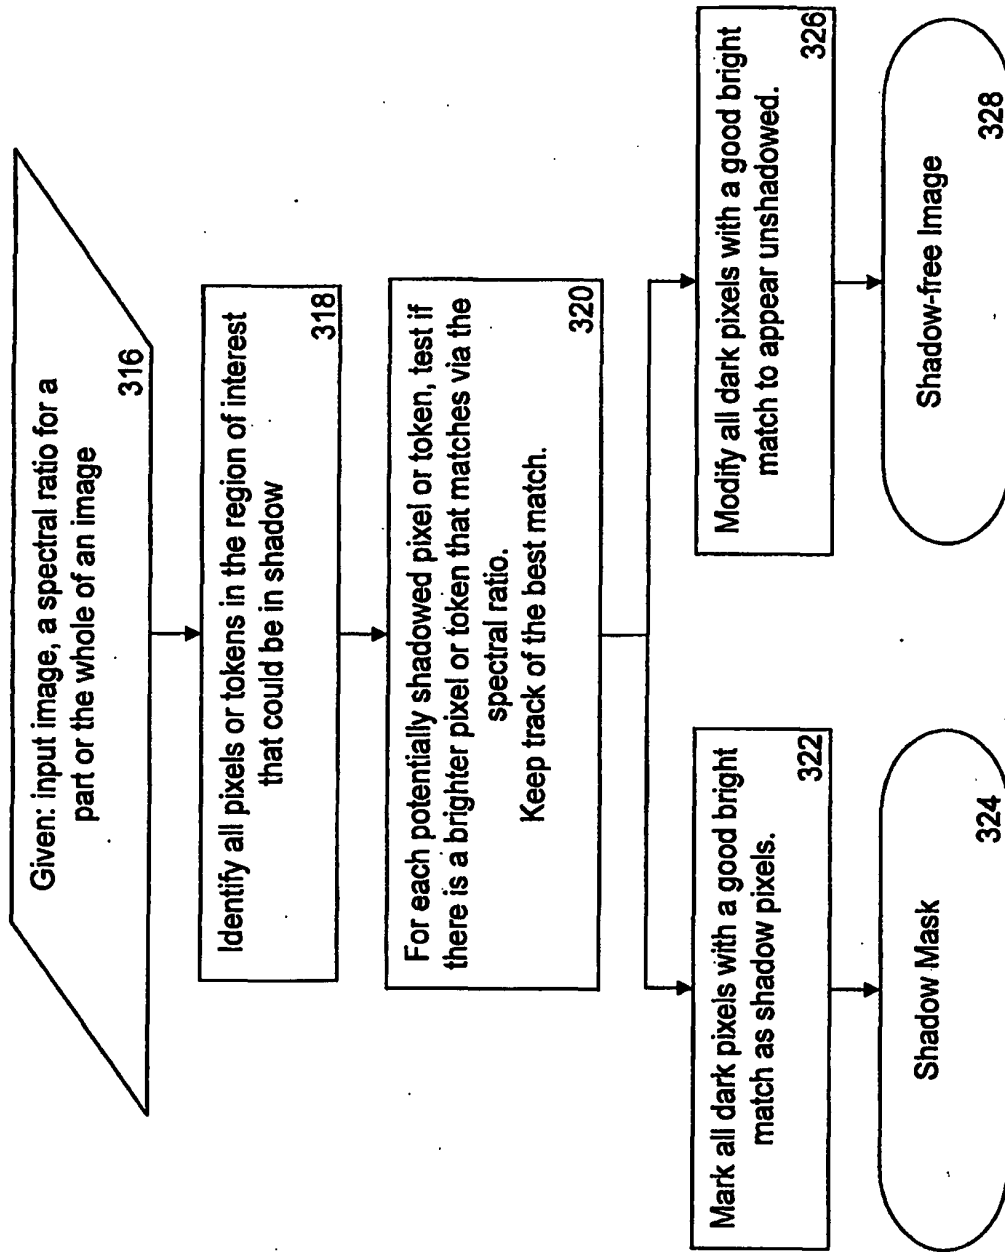 Given: input image, a spectral ratio for a
part or the whole of an image
316
Identify all pixels or tokens in the region of interest
that could be in shadow
318
For each potentially shadowed pixel or token, test if
there is a brighter pixel or token that matches via the
spectral ratio.
Keep track of the best match.
320
Mark all dark pixels with a good bright
match as shadow pixels.
322
Shadow Mask
324
Modify all dark pixels with a good bright
match to appear unshadowed.
326
Shadow-free Image
328